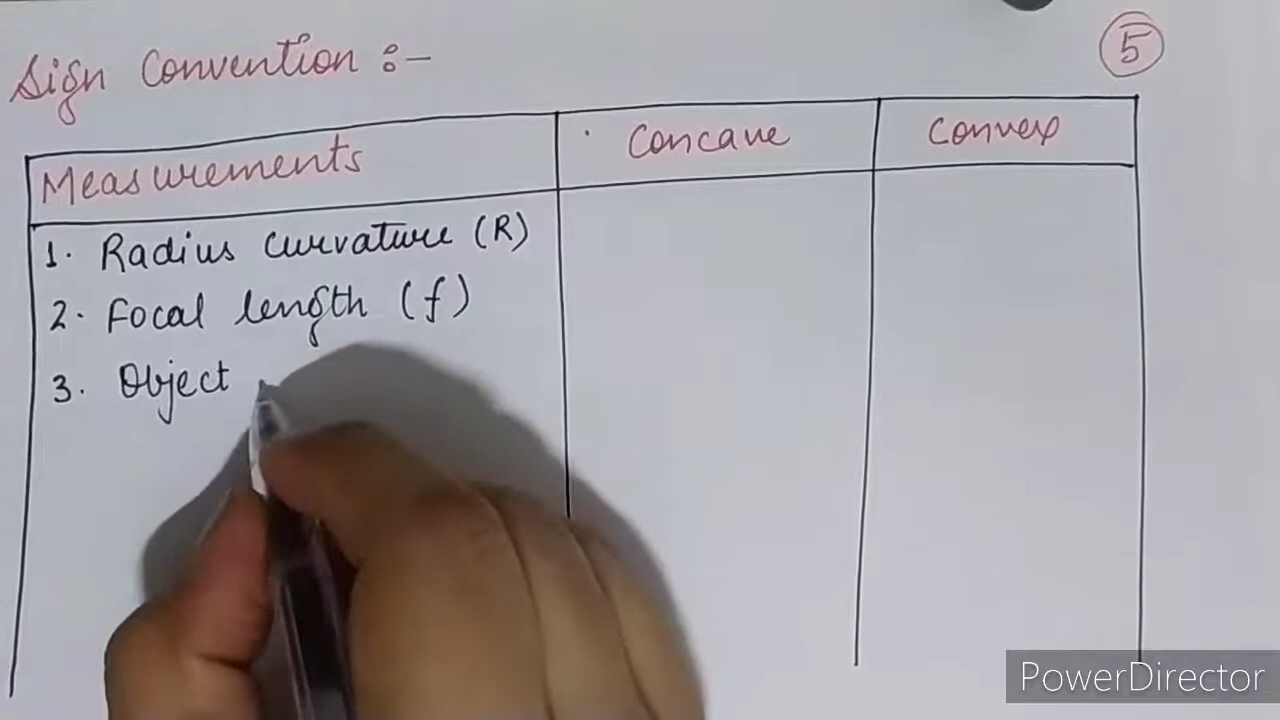 Sign Convention :-
5
Measurements Concave Convex
1. Radius curvature (R)
2. Focal length (f)
3. Object
PowerDirector